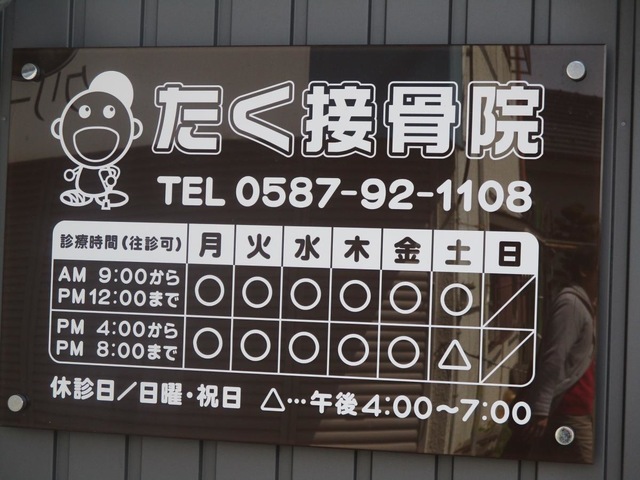 たく接骨院
TEL 0587-92-1108
診療時間(往診可) 月 火 水 木 金 土 日
AM 9:00から
PM12:00まで ○ ○ ○ ○ ○ ○ ／
PM 4:00から
PM 8:00まで ○ ○ ○ ○ ○ △ ／
休診日／日曜・祝日 △…午後4:00～7:00